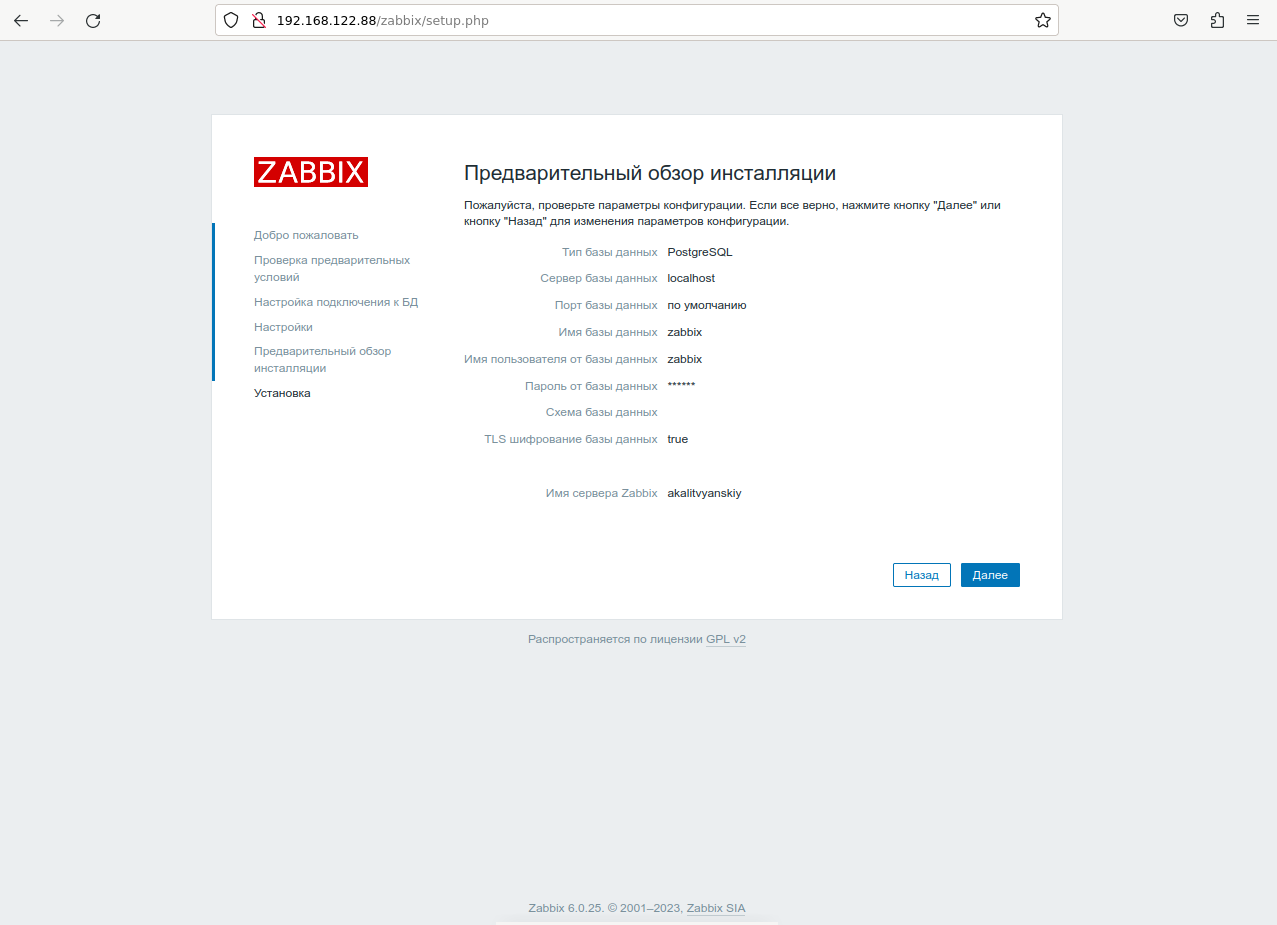 192.168.122.88/zabbix/setup.php
ZABBIX
Добро пожаловать
Проверка предварительных
условий
Настройка подключения к БД
Настройки
Предварительный обзор
инсталляции
Установка
Предварительный обзор инсталляции
Пожалуйста, проверьте параметры конфигурации. Если все верно, нажмите кнопку "Далее" или
кнопку "Назад" для изменения параметров конфигурации.
Тип базы данных PostgreSQL
Сервер базы данных localhost
Порт базы данных по умолчанию
Имя базы данных zabbix
Имя пользователя от базы данных zabbix
Пароль от базы данных ******
Схема базы данных
TLS шифрование базы данных true
Имя сервера Zabbix akalitvyanskiy
Назад Далее
Распространяется по лицензии GPL v2
Zabbix 6.0.25. © 2001–2023, Zabbix SIA